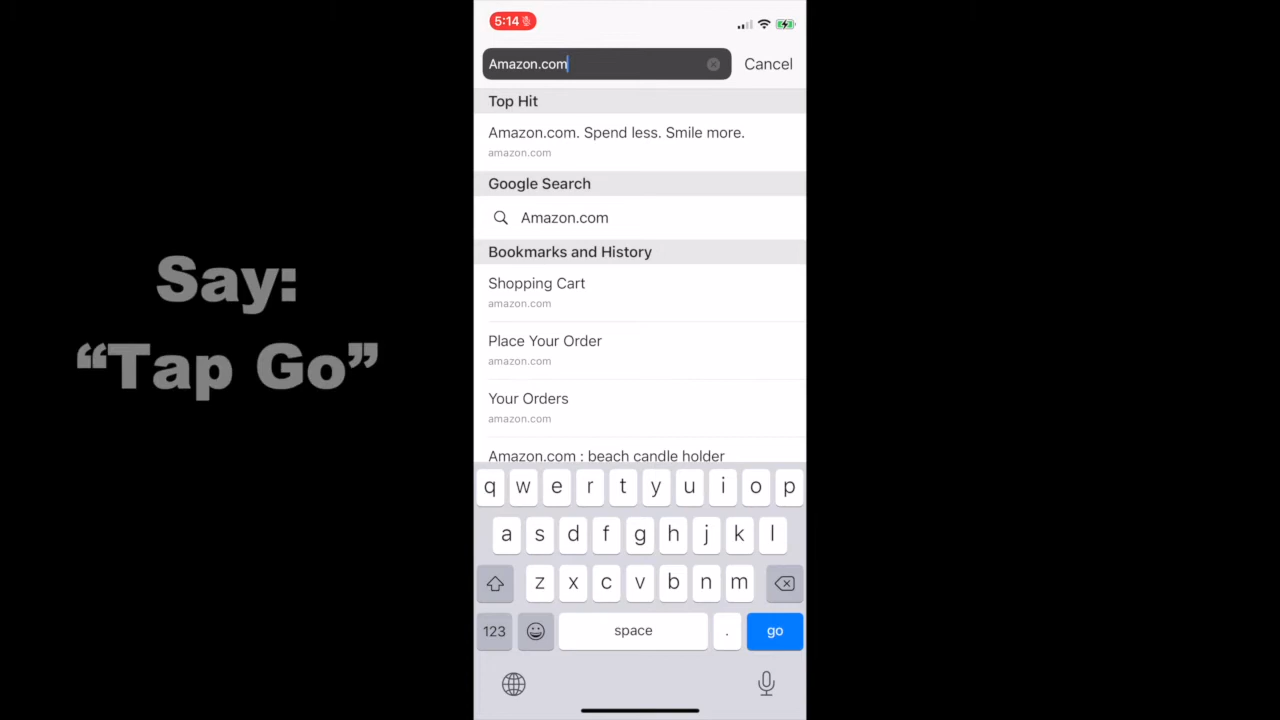 Say:
“Tap Go”
5:14
Amazon.com
Cancel
Top Hit
Amazon.com. Spend less. Smile more.
amazon.com
Google Search
Amazon.com
Bookmarks and History
Shopping Cart
amazon.com
Place Your Order
amazon.com
Your Orders
amazon.com
Amazon.com : beach candle holder
q w e r t y u i o p
a s d f g h j k l
z x c v b n m
123 space . go